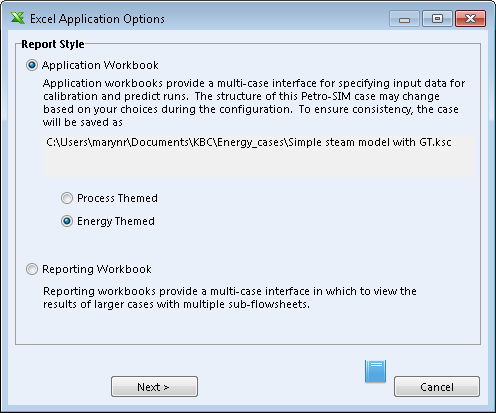 Excel Application Options
Report Style
Application Workbook
Application workbooks provide a multi-case interface for specifying input data for
calibration and predict runs.  The structure of this Petro-SIM case may change
based on your choices during the configuration.  To ensure consistency, the case
will be saved as
C:\Users\marynr\Documents\KBC\Energy_cases\Simple steam model with GT.ksc
Process Themed
Energy Themed
Reporting Workbook
Reporting workbooks provide a multi-case interface in which to view the
results of larger cases with multiple sub-flowsheets.
Next >
Cancel